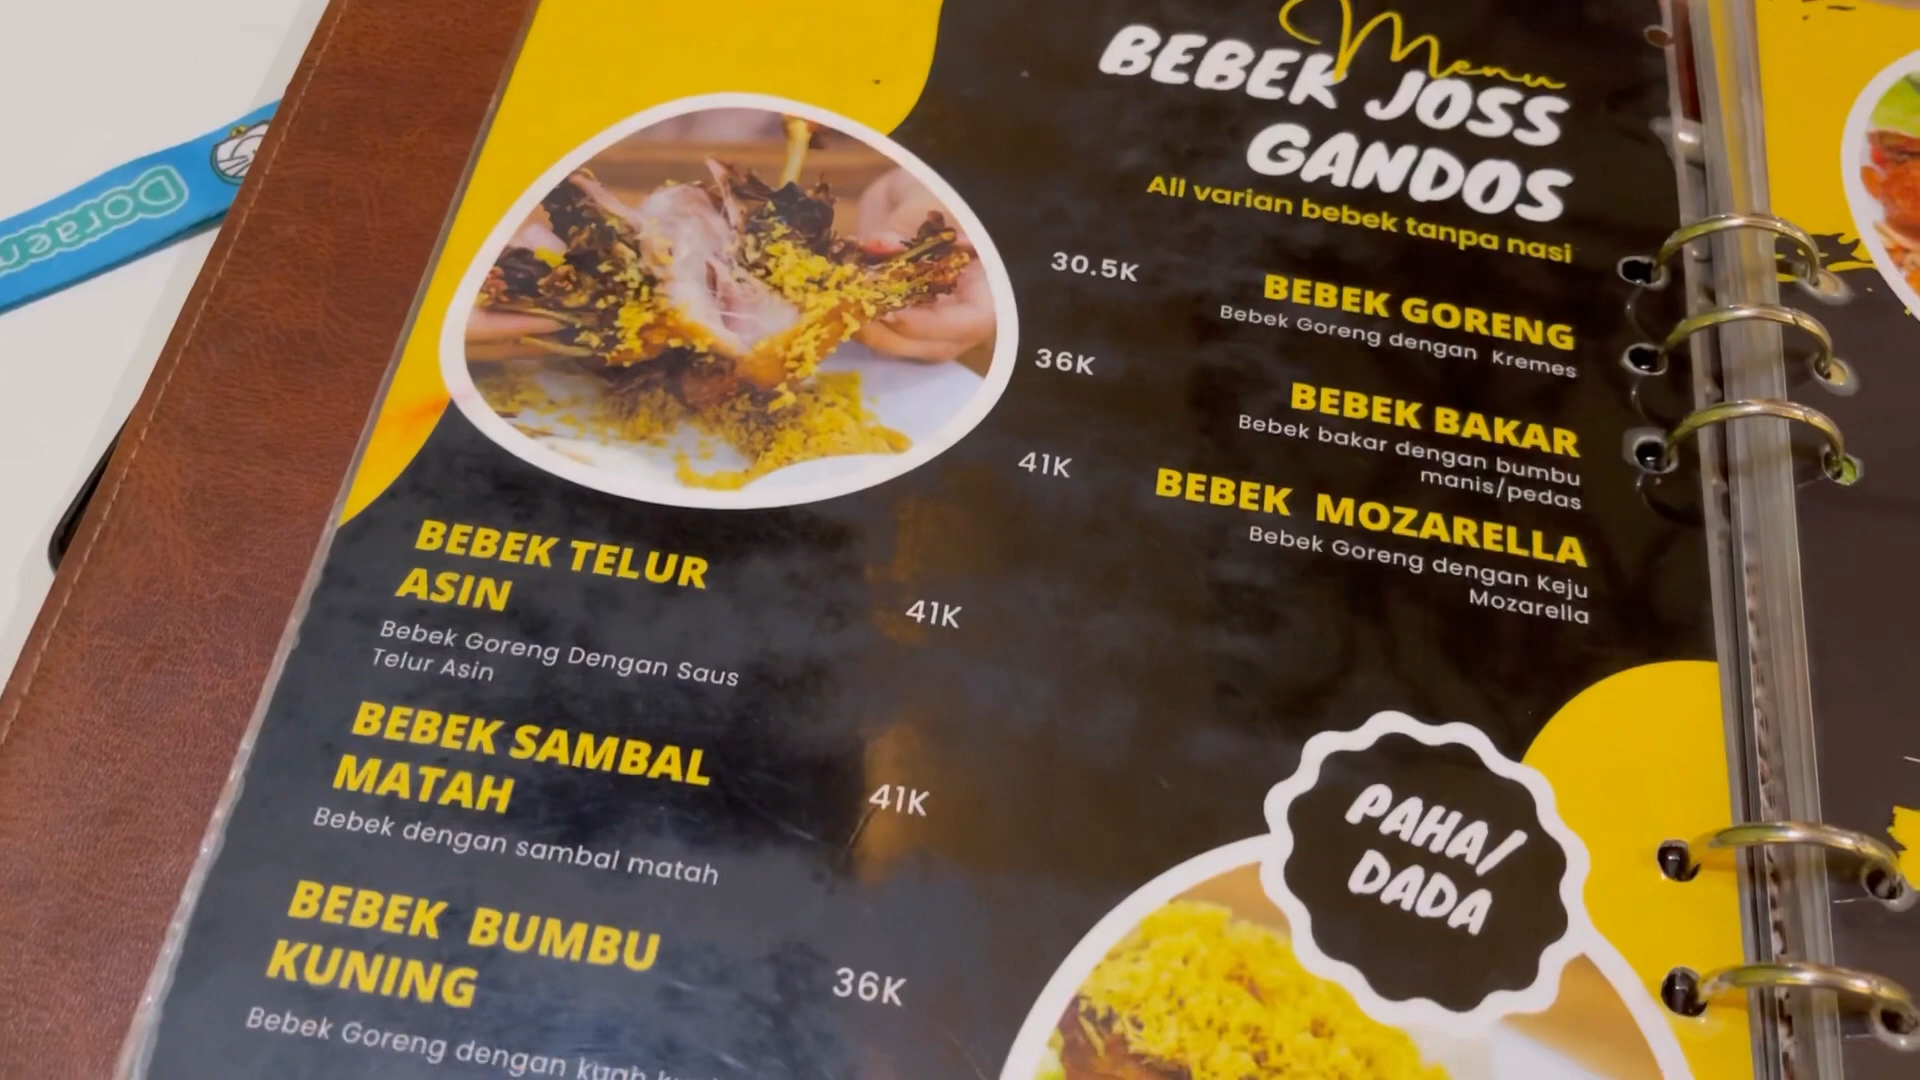 Menu
BEBEK JOSS
GANDOS
All varian bebek tanpa nasi
30.5K
BEBEK GORENG
Bebek Goreng dengan Kremes
36K
BEBEK BAKAR
Bebek bakar dengan bumbu
manis/pedas
41K
BEBEK MOZARELLA
Bebek Goreng dengan Keju
Mozarella
BEBEK TELUR
ASIN
41K
Bebek Goreng Dengan Saus
Telur Asin
BEBEK SAMBAL
MATAH
41K
Bebek dengan sambal matah
BEBEK BUMBU
KUNING
36K
Bebek Goreng dengan kuah
PAHA/
DADA
Doraem